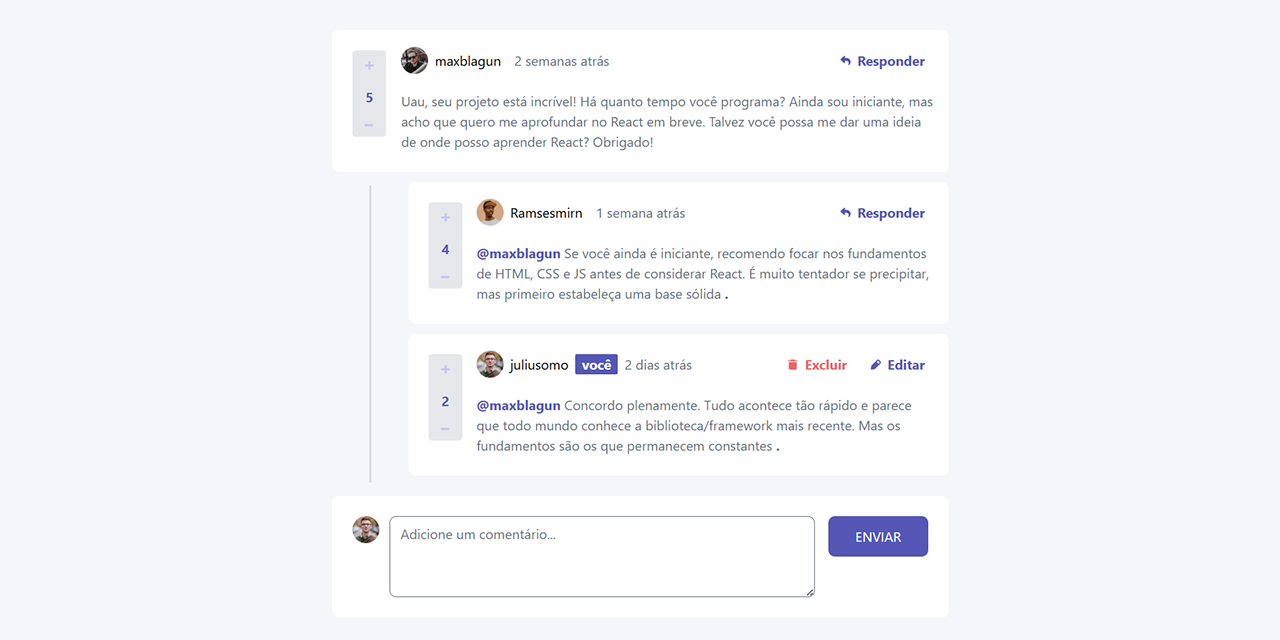 +
5
−
maxblagun 2 semanas atrás Responder
Uau, seu projeto está incrível! Há quanto tempo você programa? Ainda sou iniciante, mas
acho que quero me aprofundar no React em breve. Talvez você possa me dar uma ideia
de onde posso aprender React? Obrigado!
+
4
−
Ramsesmirn 1 semana atrás Responder
@maxblagun Se você ainda é iniciante, recomendo focar nos fundamentos
de HTML, CSS e JS antes de considerar React. É muito tentador se precipitar,
mas primeiro estabeleça uma base sólida .
+
2
−
juliusomo você 2 dias atrás Excluir Editar
@maxblagun Concordo plenamente. Tudo acontece tão rápido e parece
que todo mundo conhece a biblioteca/framework mais recente. Mas os
fundamentos são os que permanecem constantes .
Adicione um comentário...
ENVIAR